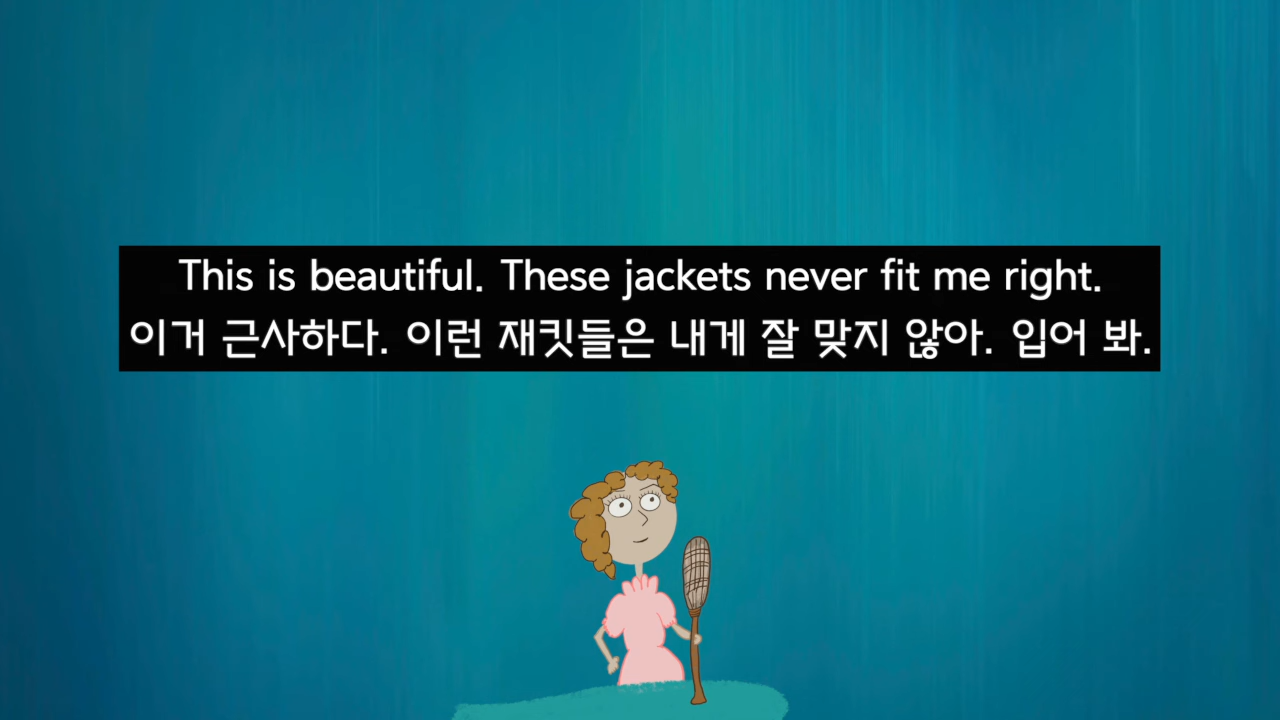 This is beautiful. These jackets never fit me right.
이거 근사하다. 이런 재킷들은 내게 잘 맞지 않아. 입어 봐.